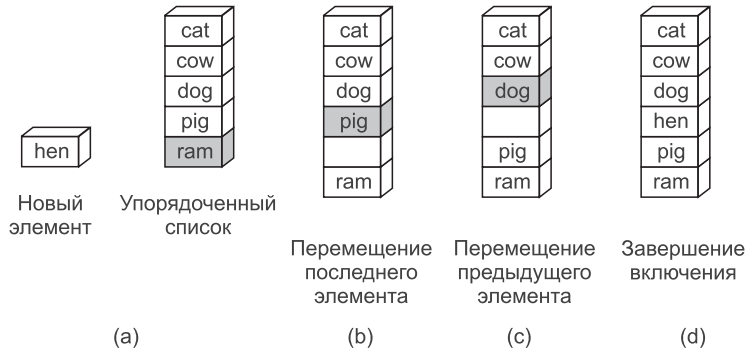 cat
cow
dog
pig
ram
hen
Новый
элемент
Упорядоченный
список
(a)
cat
cow
dog
pig
ram
Перемещение
последнего
элемента
(b)
cat
cow
dog
pig
ram
Перемещение
предыдущего
элемента
(c)
cat
cow
dog
hen
pig
ram
Завершение
включения
(d)